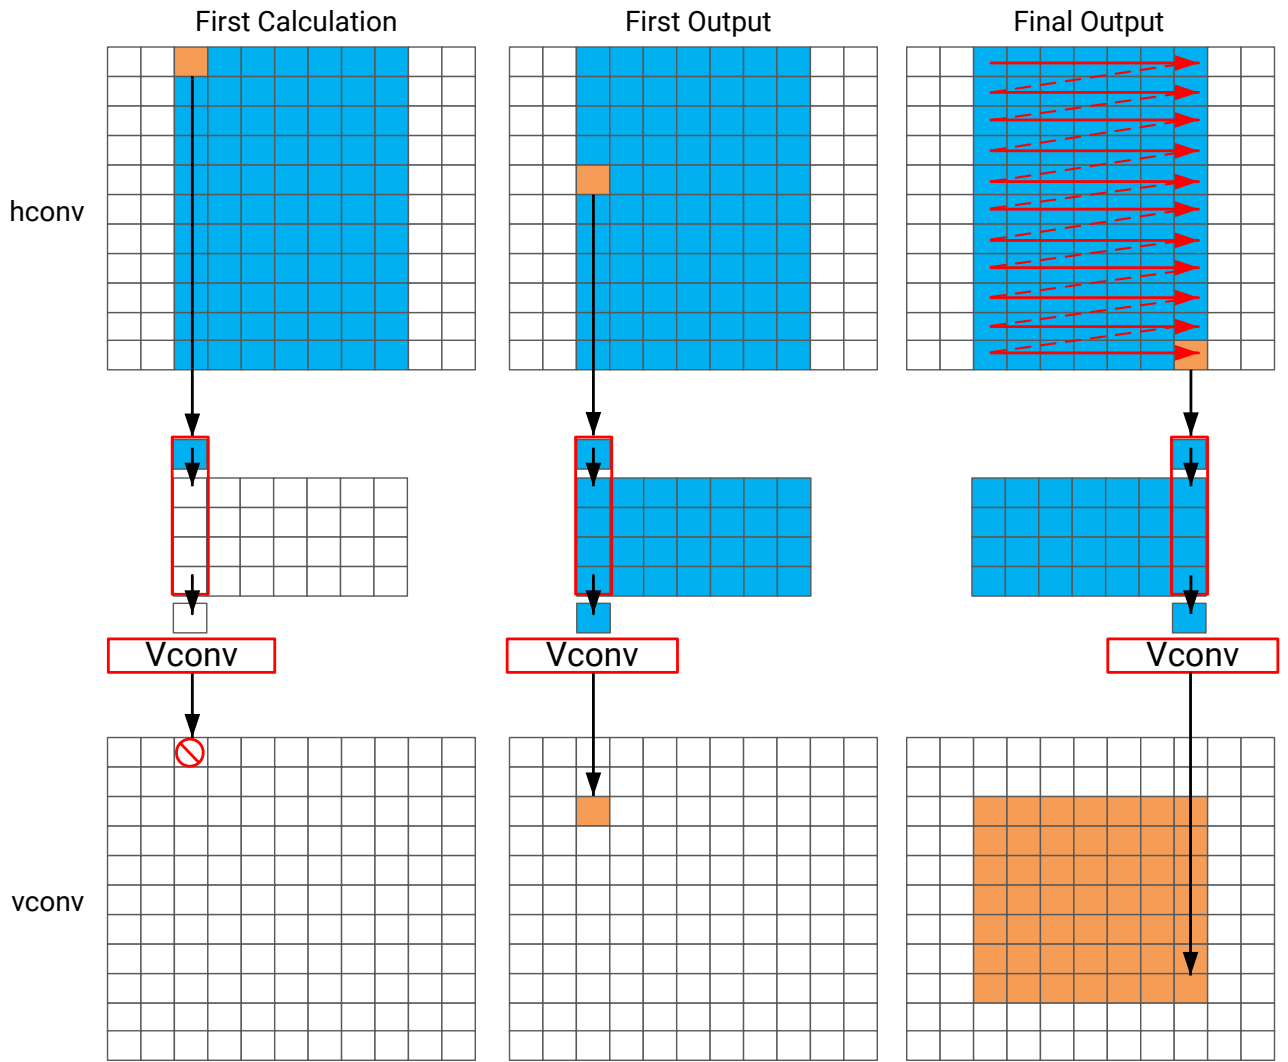 First Calculation
First Output
Final Output
hconv
Vconv
Vconv
Vconv
vconv